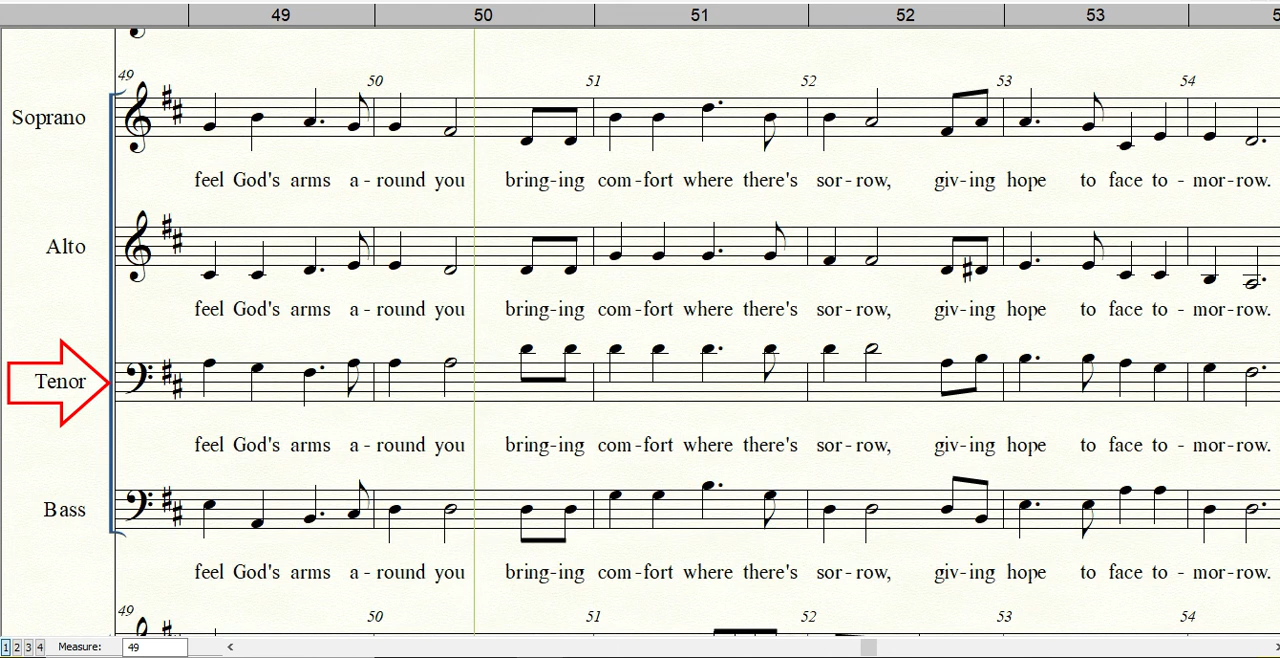 49 50 51 52 53 5
49 50 51 52 53 54
Soprano
feel God's arms a - round you bring-ing com-fort where there's sor-row, giv-ing hope to face to - mor-row.
Alto
feel God's arms a - round you bring-ing com-fort where there's sor-row, giv-ing hope to face to - mor-row.
Tenor
feel God's arms a - round you bring-ing com-fort where there's sor-row, giv-ing hope to face to - mor-row.
Bass
feel God's arms a - round you bring-ing com-fort where there's sor-row, giv-ing hope to face to - mor-row.
49 50 51 52 53 54
1 2 3 4 Measure: 49